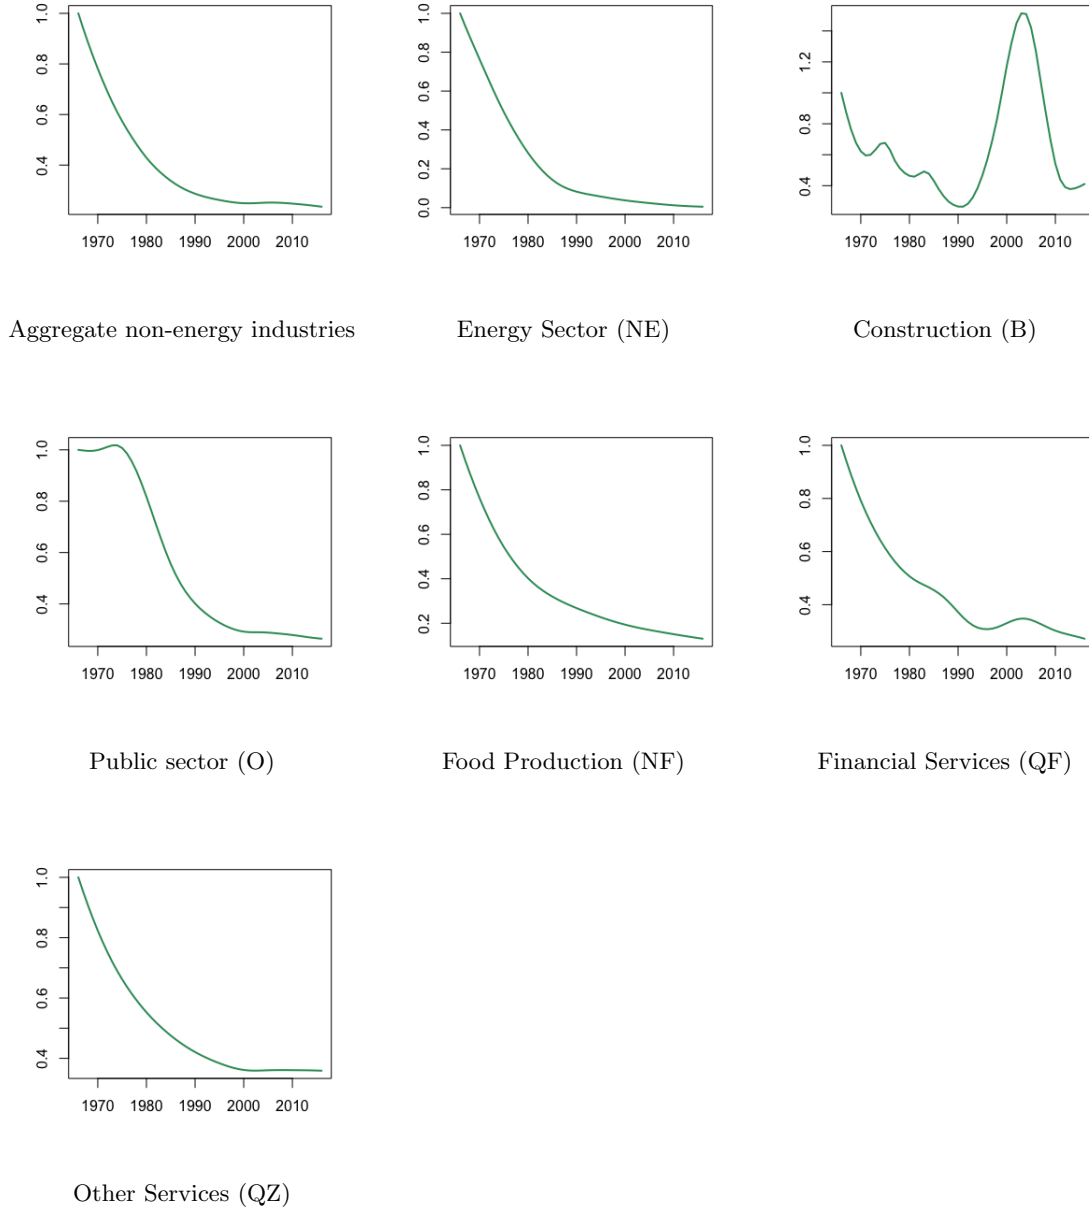 1.0
0.8
0.6
0.4
1970 1980 1990 2000 2010
Aggregate non-energy industries
1.0
0.8
0.6
0.4
0.2
0.0
1970 1980 1990 2000 2010
Energy Sector (NE)
1.2
0.8
0.4
1970 1980 1990 2000 2010
Construction (B)
1.0
0.8
0.6
0.4
1970 1980 1990 2000 2010
Public sector (O)
1.0
0.8
0.6
0.4
0.2
1970 1980 1990 2000 2010
Food Production (NF)
1.0
0.8
0.6
0.4
1970 1980 1990 2000 2010
Financial Services (QF)
1.0
0.8
0.6
0.4
1970 1980 1990 2000 2010
Other Services (QZ)